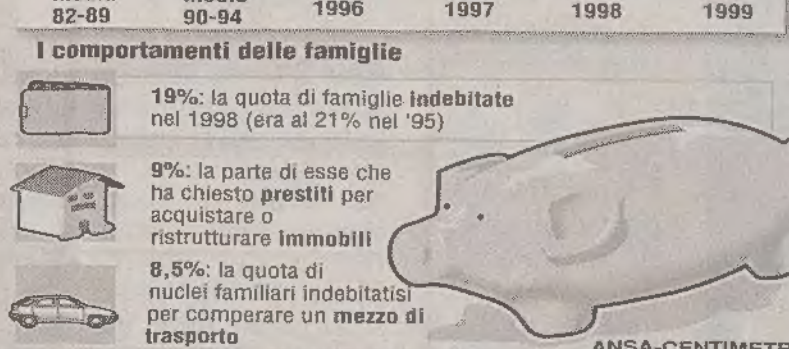 82-89 90-94 1996 1997 1998 1999
I comportamenti delle famiglie
19%: la quota di famiglie indebitate
nel 1998 (era al 21% nel '95)
9%: la parte di esse che
ha chiesto prestiti per
acquistare o
ristrutturare immobili
8,5%: la quota di
nuclei familiari indebitatisi
per comperare un mezzo di
trasporto
ANSA-CENTIMETR